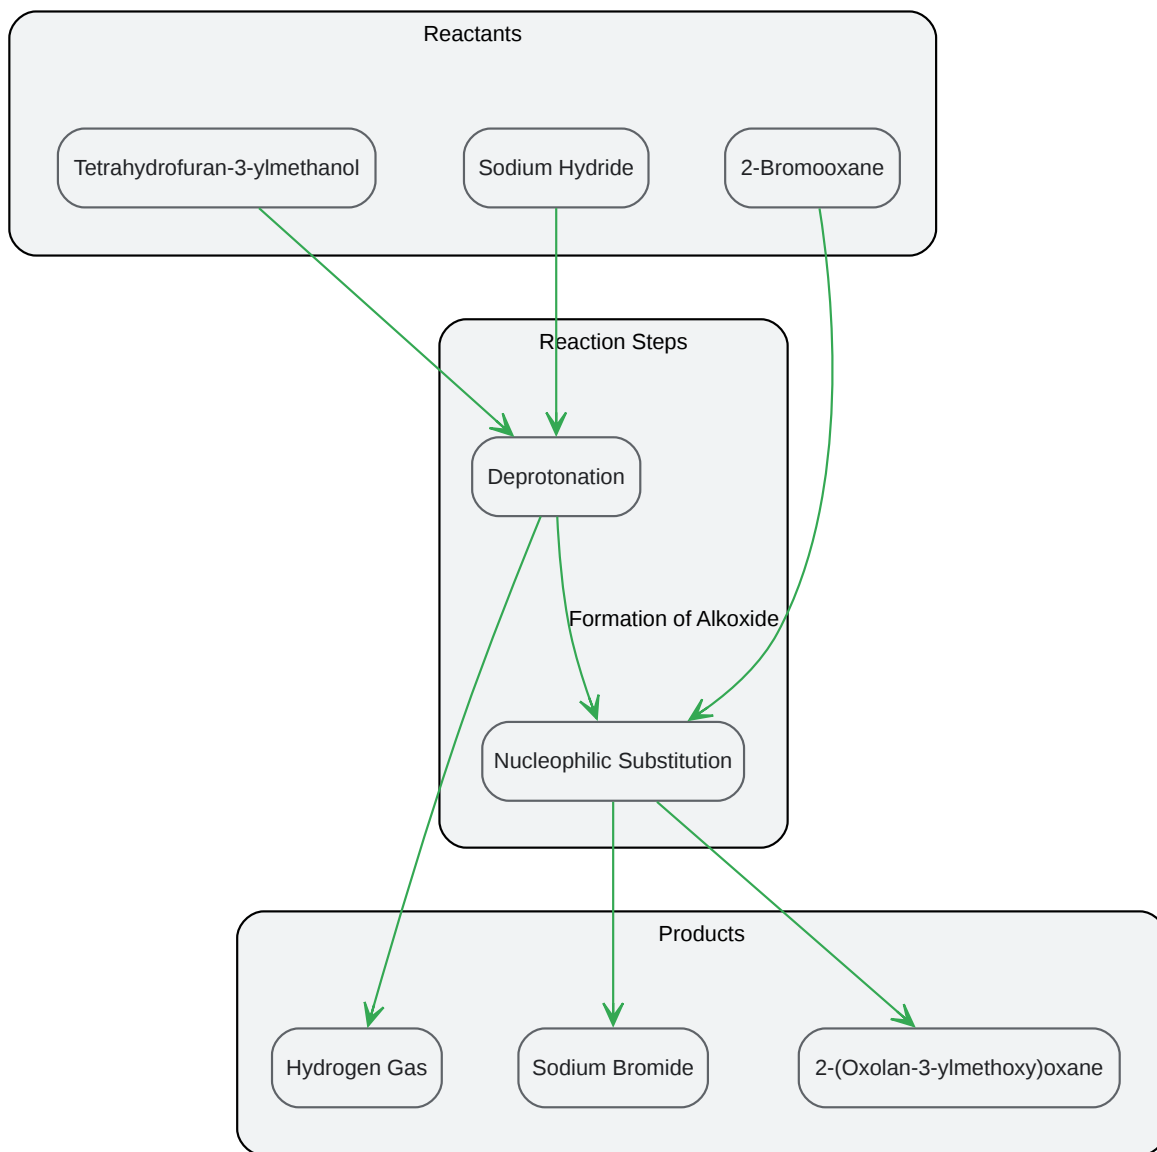 Reactants
Tetrahydrofuran-3-ylmethanol
Sodium Hydride
2-Bromooxane
Reaction Steps
Deprotonation
Formation of Alkoxide
Nucleophilic Substitution
Products
Hydrogen Gas
Sodium Bromide
2-(Oxolan-3-ylmethoxy)oxane